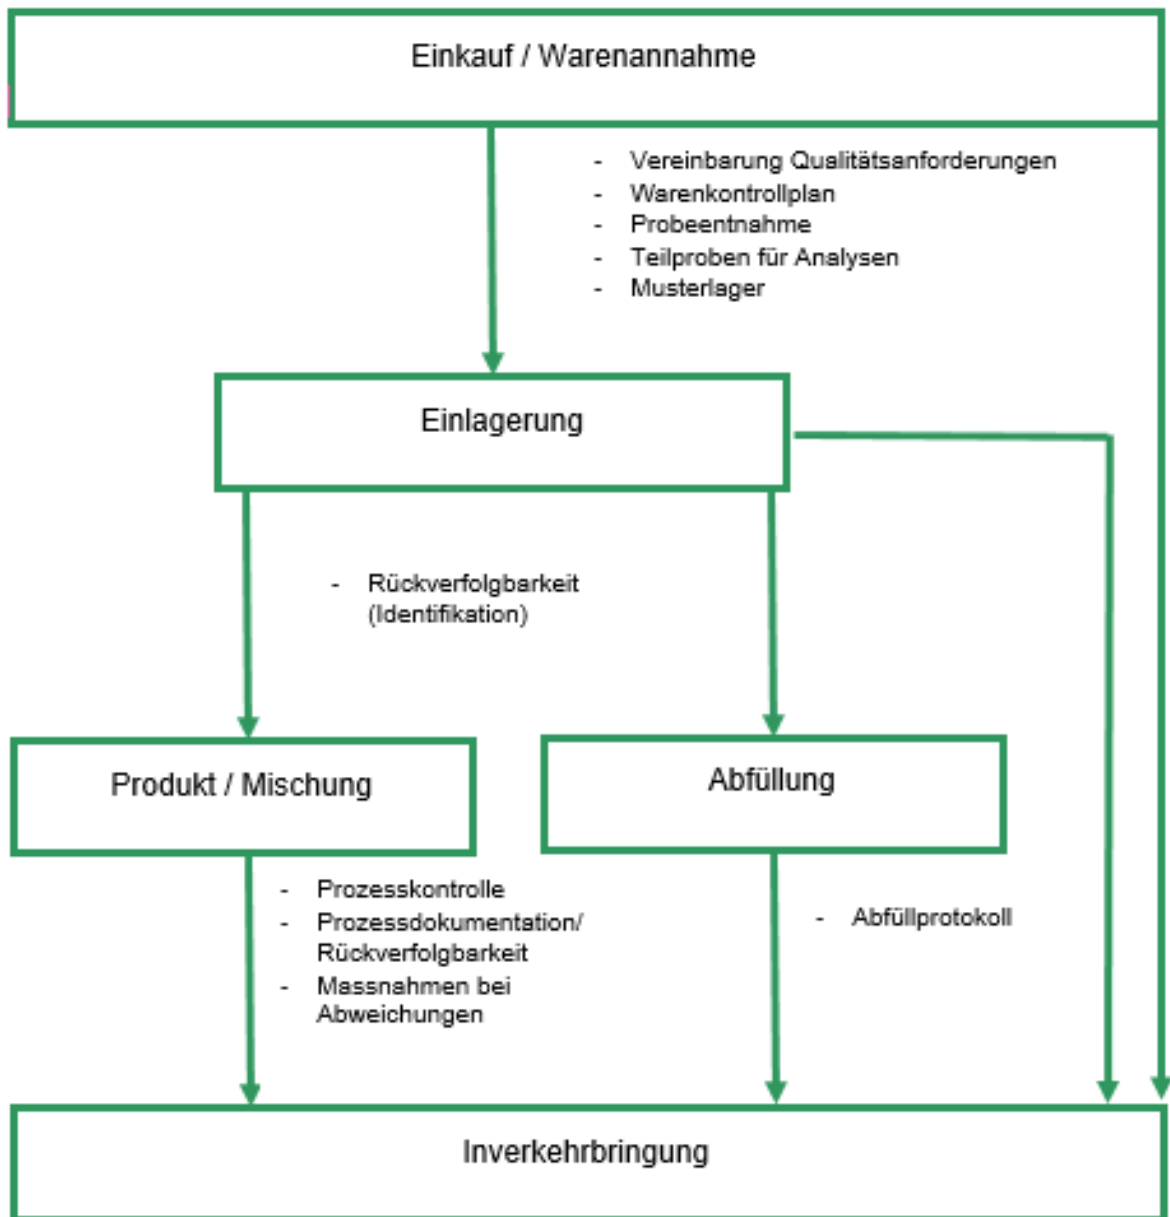 Einkauf / Warenannahme
- Vereinbarung Qualitätsanforderungen
- Warenkontrollplan
- Probeentnahme
- Teilproben für Analysen
- Musterlager
Einlagerung
- Rückverfolgbarkeit
(Identifikation)
Produkt / Mischung
Abfüllung
- Prozesskontrolle
- Prozessdokumentation/
Rückverfolgbarkeit
- Massnahmen bei
Abweichungen
- Abfüllprotokoll
Inverkehrbringung